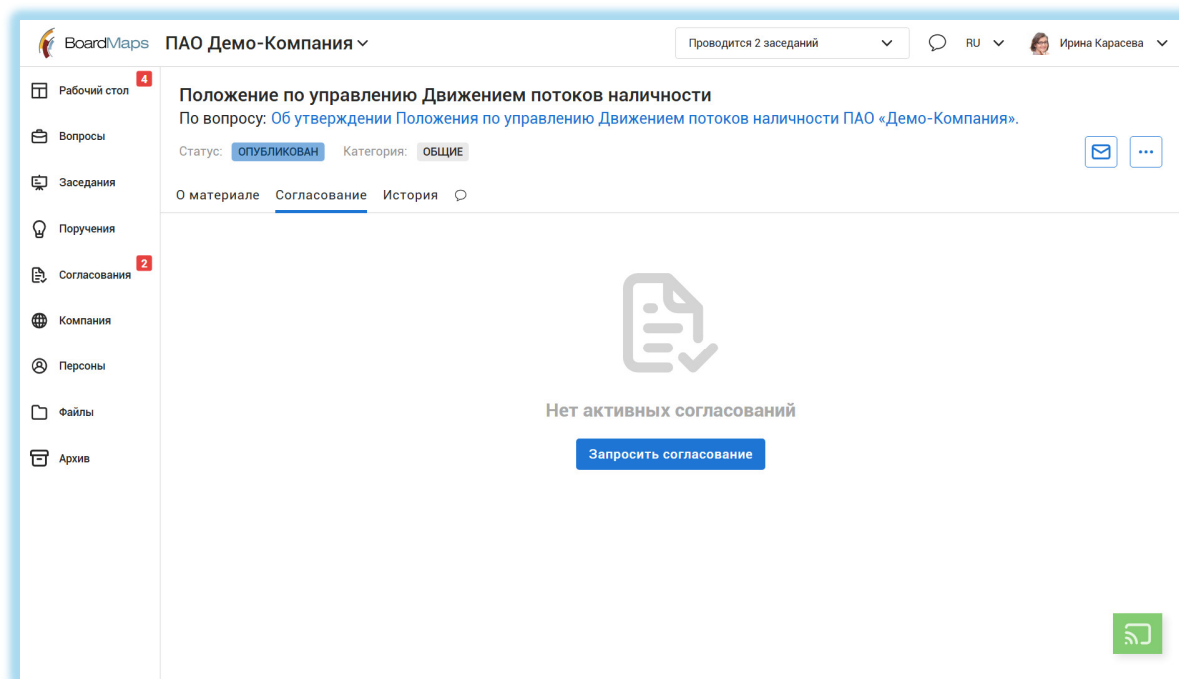 BoardMaps
ПАО Демо-Компания
Проводится 2 заседаний
RU
Ирина Карасева
Рабочий стол
4
Вопросы
Заседания
Поручения
Согласования
2
Компания
Персоны
Файлы
Архив
Положение по управлению Движением потоков наличности
По вопросу: Об утверждении Положения по управлению Движением потоков наличности ПАО «Демо-Компания».
Статус: ОПУБЛИКОВАН Категория: ОБЩИЕ
О материале Согласование История
Нет активных согласований
Запросить согласование